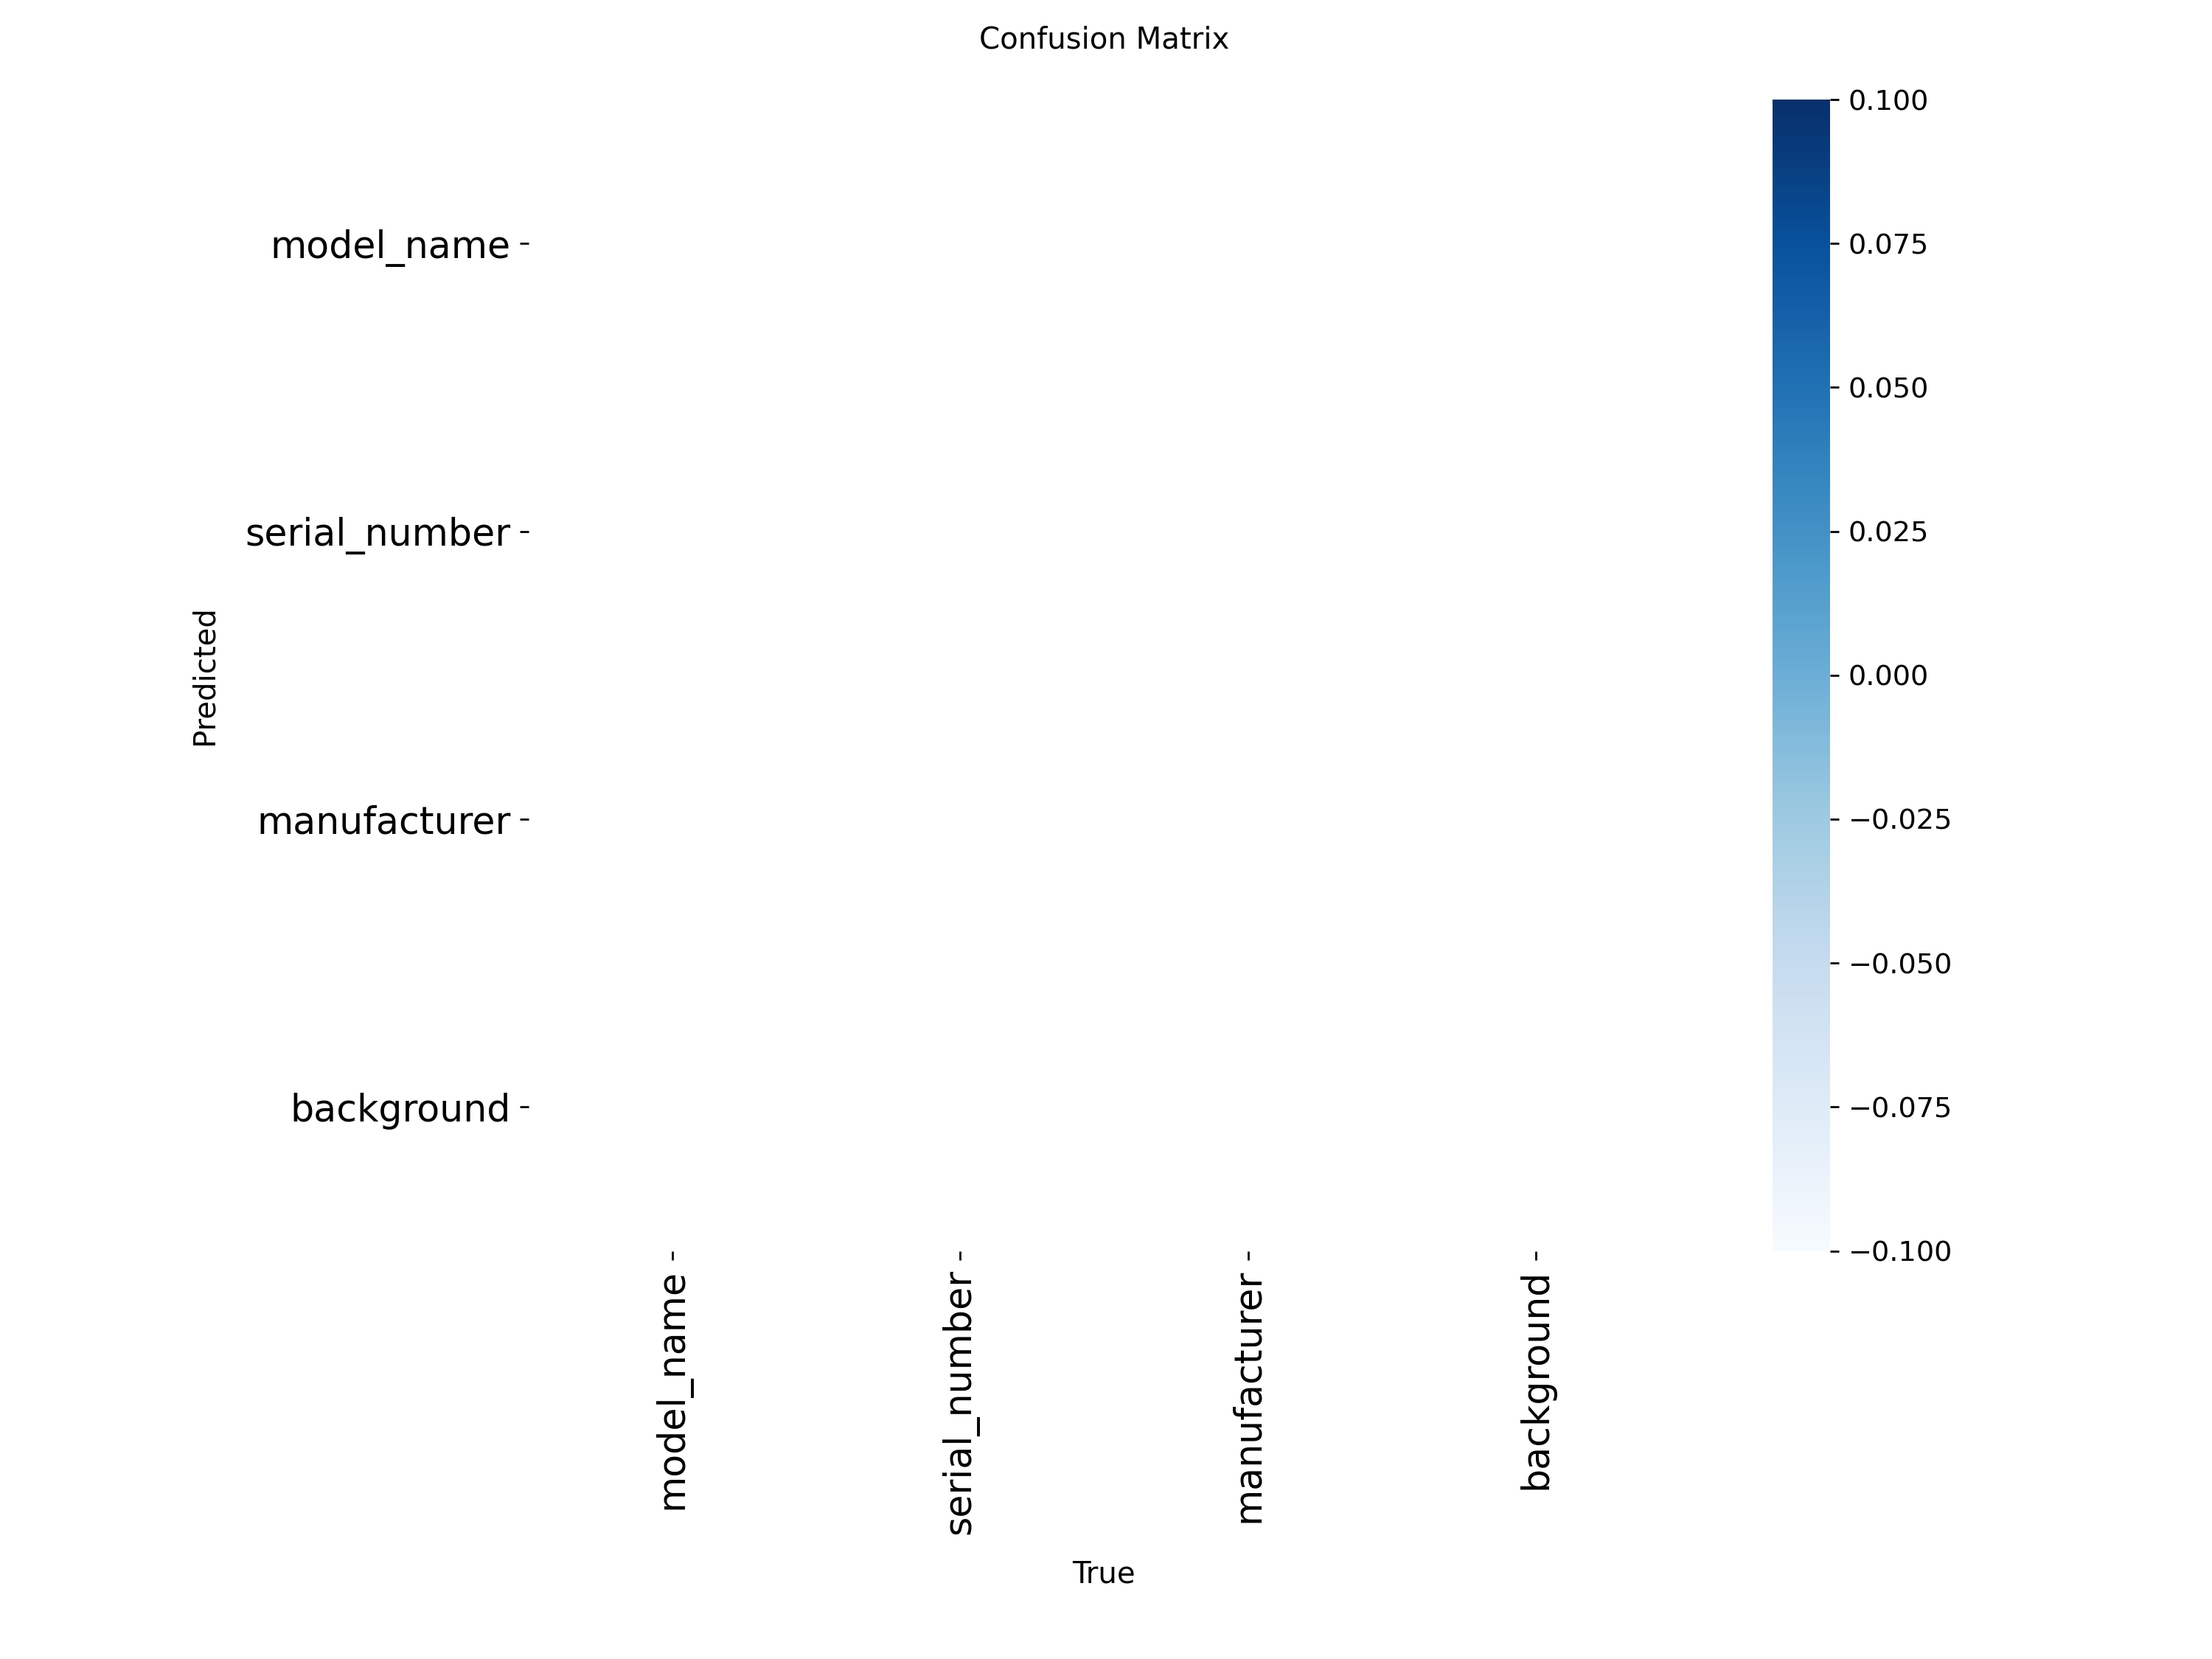 Confusion Matrix
model_name
serial_number
manufacturer
background
Predicted
model_name
serial_number
manufacturer
background
True
0.100
0.075
0.050
0.025
0.000
−0.025
−0.050
−0.075
−0.100